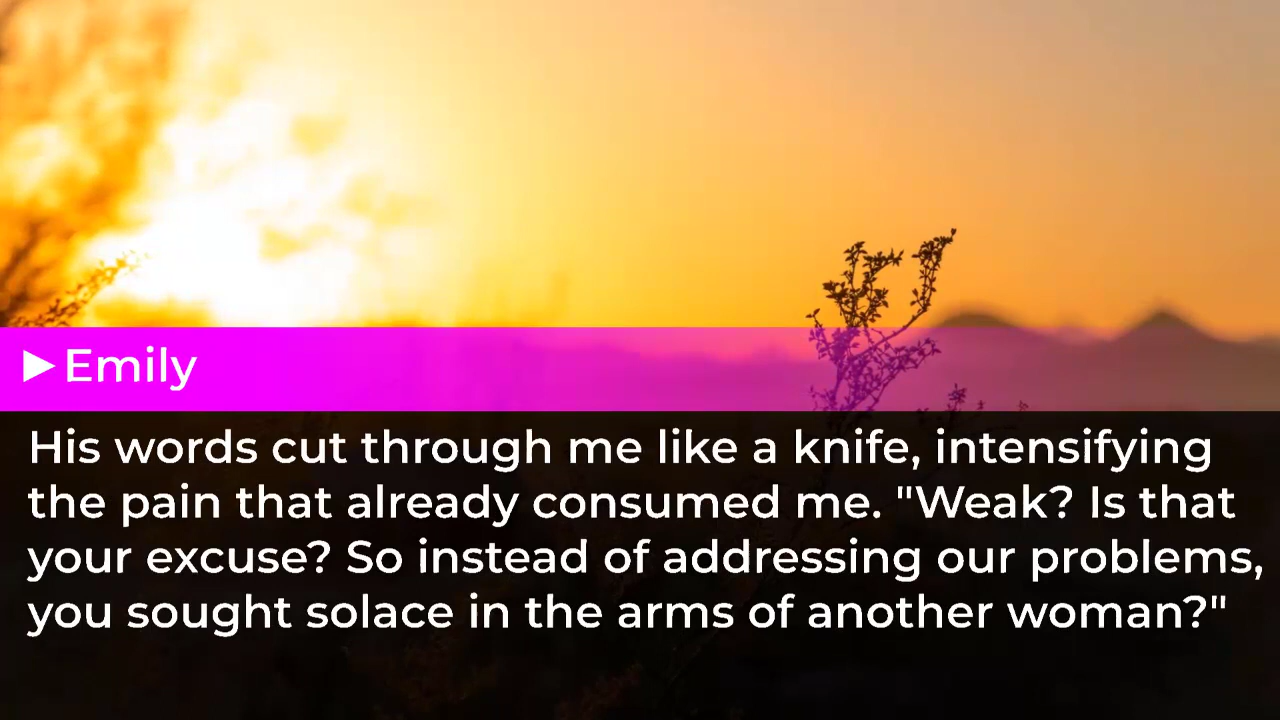 Emily
His words cut through me like a knife, intensifying
the pain that already consumed me. "Weak? Is that
your excuse? So instead of addressing our problems,
you sought solace in the arms of another woman?"